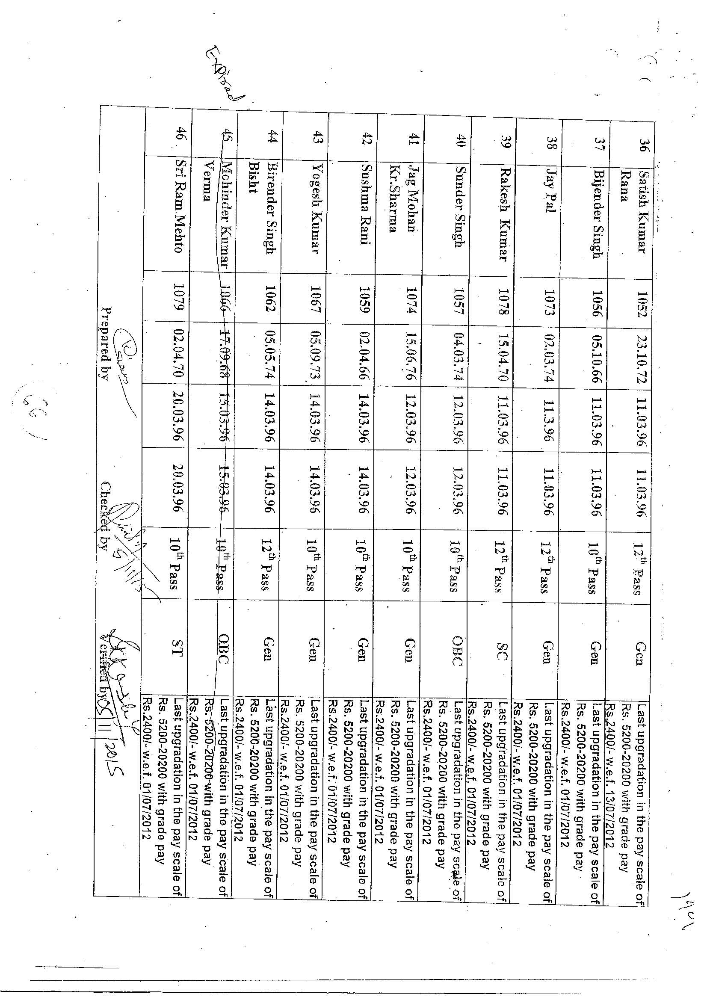 36 Satish Kumar Rana 1052 23.10.72 11.03.96 11.03.96 12th Pass Gen Last upgradation in the pay scale of Rs. 5200-20200 with grade pay Rs.2400/- w.e.f. 13/07/2012
37 Bijender Singh 1056 05.10.66 11.03.96 11.03.96 10th Pass Gen Last upgradation in the pay scale of Rs. 5200-20200 with grade pay Rs.2400/- w.e.f. 01/07/2012
38 Jay Pal 1073 02.03.74 11.3.96 11.03.96 12th Pass Gen Last upgradation in the pay scale of Rs. 5200-20200 with grade pay Rs.2400/- w.e.f. 01/07/2012
39 Rakesh Kumar 1078 15.04.70 11.03.96 11.03.96 12th Pass SC Last upgradation in the pay scale of Rs. 5200-20200 with grade pay Rs.2400/- w.e.f. 01/07/2012
40 Sunder Singh 1057 04.03.74 12.03.96 12.03.96 10th Pass OBC Last upgradation in the pay scale of Rs. 5200-20200 with grade pay Rs.2400/- w.e.f. 01/07/2012
41 Jag Mohan Kr.Sharma 1074 15.06.76 12.03.96 12.03.96 10th Pass Gen Last upgradation in the pay scale of Rs. 5200-20200 with grade pay Rs.2400/- w.e.f. 01/07/2012
42 Sushma Rani 1059 02.04.66 14.03.96 14.03.96 10th Pass Gen Last upgradation in the pay scale of Rs. 5200-20200 with grade pay Rs.2400/- w.e.f. 01/07/2012
43 Yogesh Kumar 1067 05.09.73 14.03.96 14.03.96 10th Pass Gen Last upgradation in the pay scale of Rs. 5200-20200 with grade pay Rs.2400/- w.e.f. 01/07/2012
44 Birender Singh Bisht 1062 05.05.74 14.03.96 14.03.96 12th Pass Gen Last upgradation in the pay scale of Rs. 5200-20200 with grade pay Rs.2400/- w.e.f. 01/07/2012
Expired
45 Mohinder Kumar Verma 1066 17.09.68 15.03.96 15.03.96 10th Pass OBC Last upgradation in the pay scale of Rs. 5200-20200 with grade pay Rs.2400/- w.e.f. 01/07/2012
46 Sri Ram Mehto 1079 02.04.70 20.03.96 20.03.96 10th Pass ST Last upgradation in the pay scale of Rs. 5200-20200 with grade pay Rs.2400/- w.e.f. 01/07/2012
5/11/15
Prepared by Checked by Verified by 05/11/2015